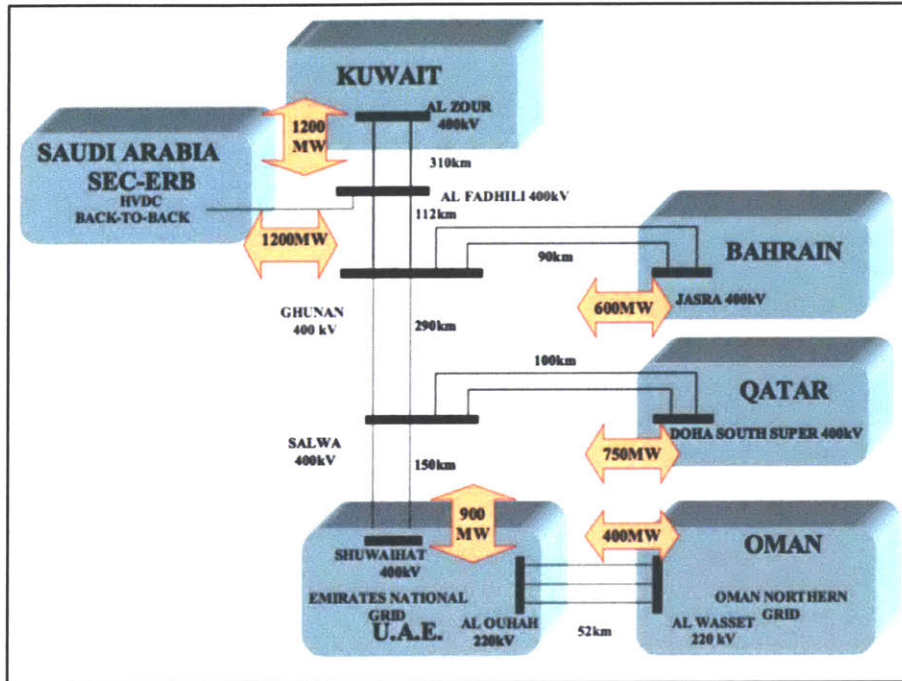 KUWAIT
AL ZOUR
400kV
1200
MW
SAUDI ARABIA
SEC-ERB
HVDC
BACK-TO-BACK
310km
AL FADHILI 400kV
112km
1200MW
90km
BAHRAIN
JASRA 400kV
600MW
GHUNAN
400 kV
290km
100km
QATAR
DOHA SOUTH SUPER 400kV
SALWA
400kV
150km
750MW
900
MW
400MW
OMAN
SHUWAIHAT
400kV
EMIRATES NATIONAL
GRID
U.A.E.
AL OUHAH
220kV
52km
OMAN NORTHERN
GRID
AL WASSET
220 kV